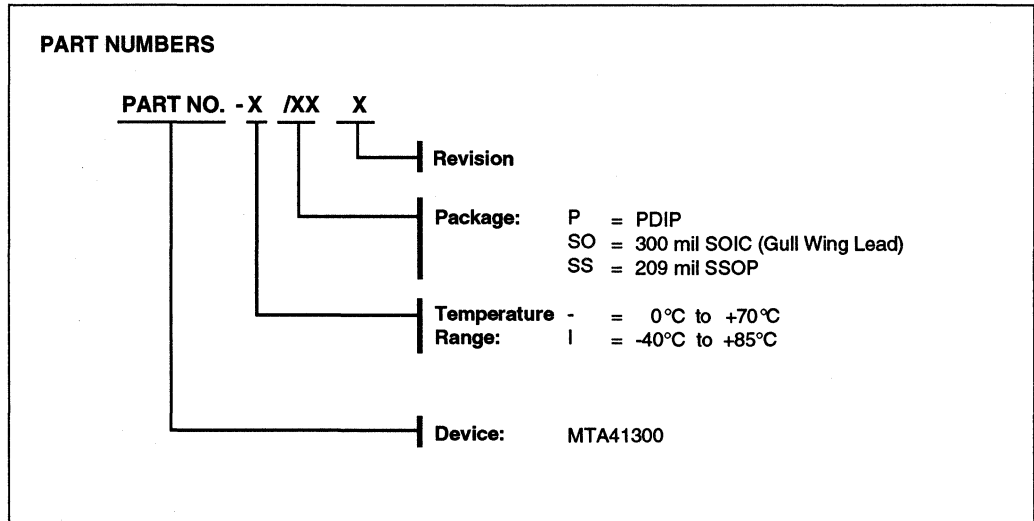 PART NUMBERS
PART NO. -X /XX X
Revision
Package: P = PDIP
SO = 300 mil SOIC (Gull Wing Lead)
SS = 209 mil SSOP
Temperature - = 0°C to +70°C
Range: I = -40°C to +85°C
Device: MTA41300